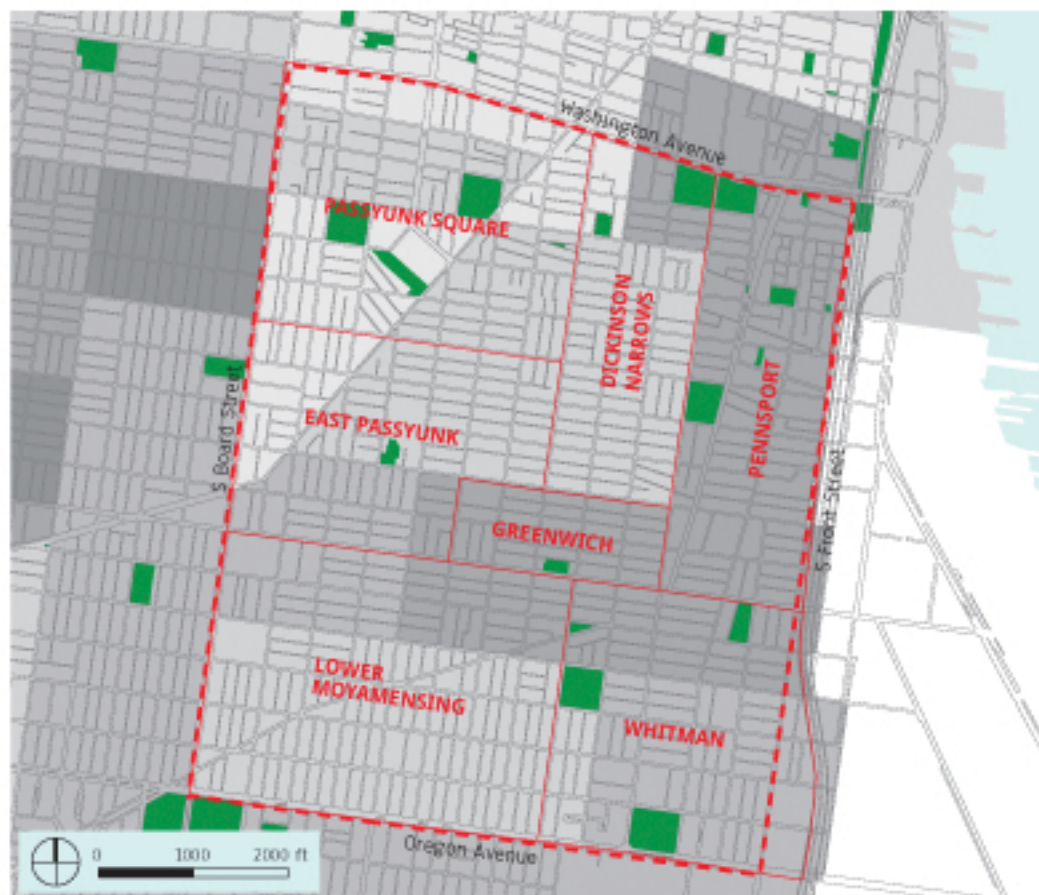 Washington Avenue
PASSYUNK SQUARE
DICKINSON
NARROWS
PENNSPORT
S Board Street
EAST PASSYUNK
S Front Street
GREENWICH
LOWER
MOYAMENSING
WHITMAN
Oregon Avenue
0 1000 2000 ft